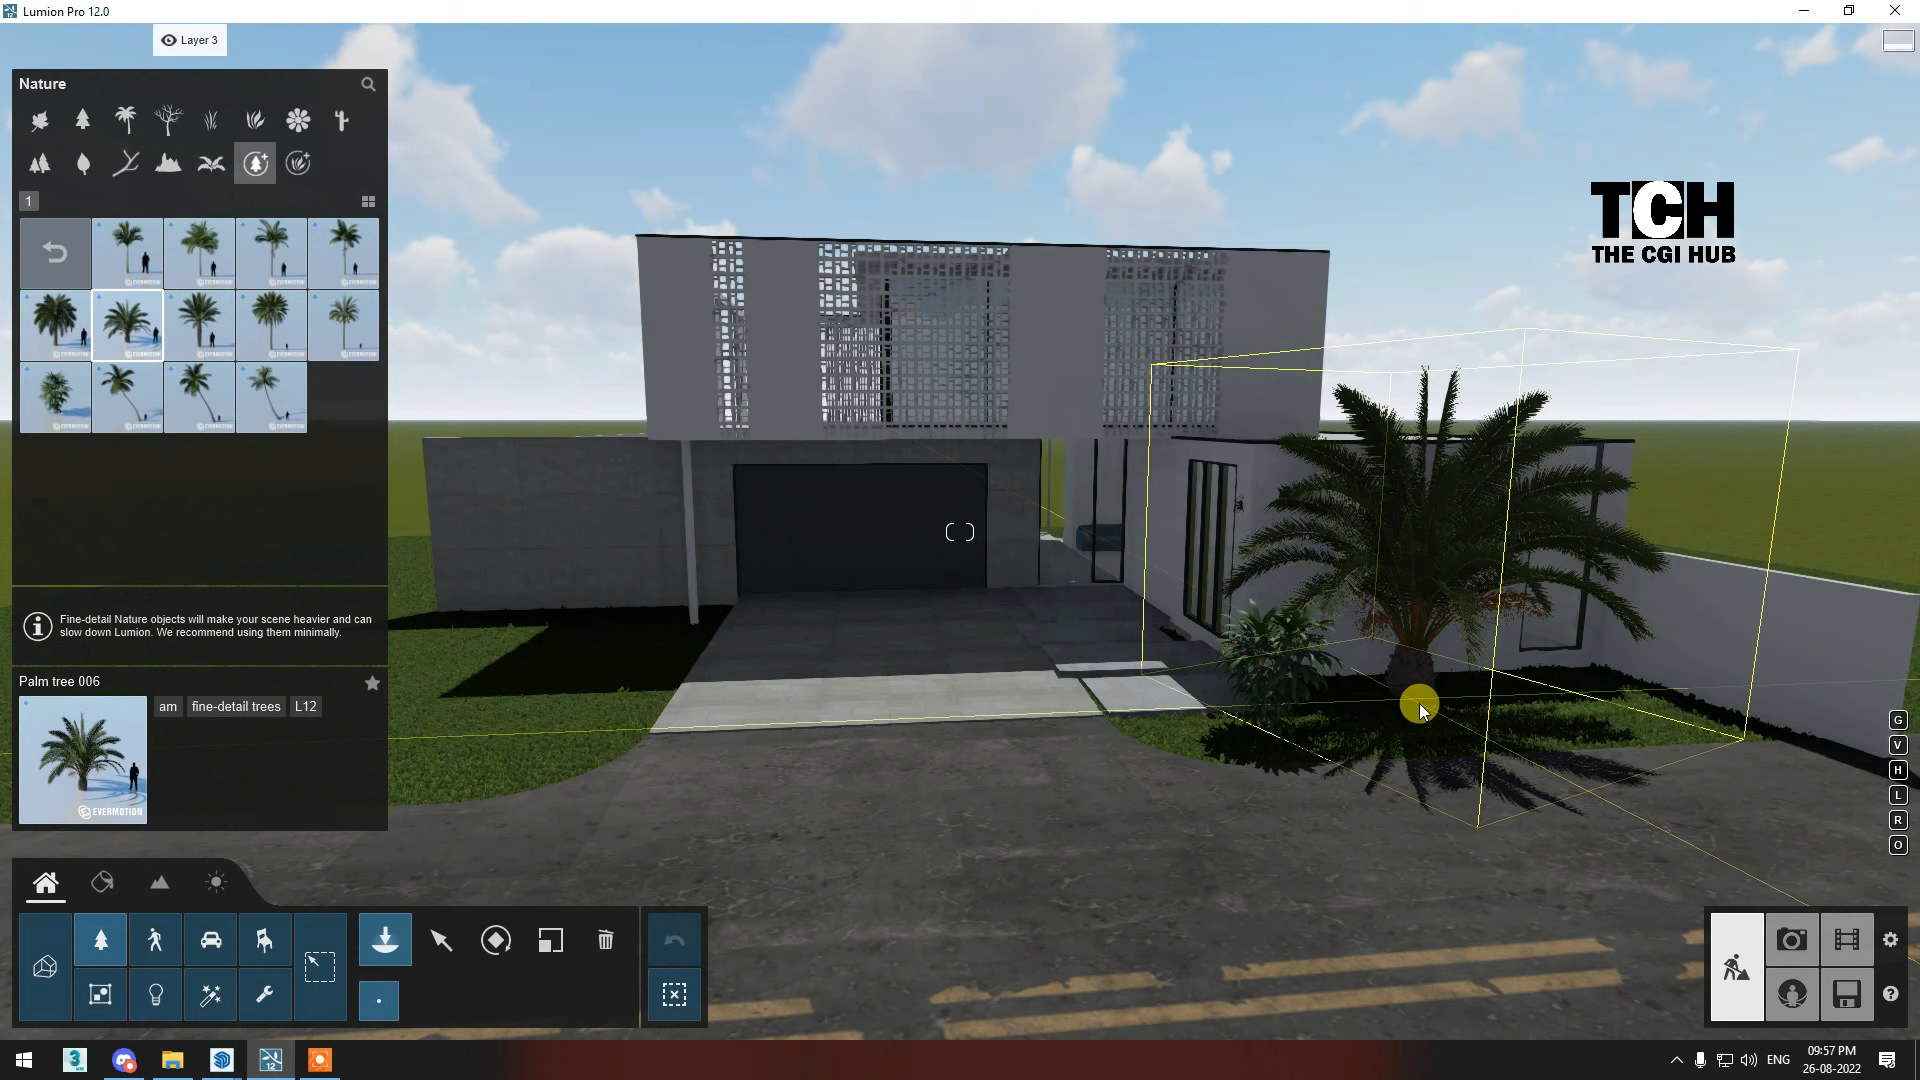 Lumion Pro 12.0
Layer 3
Nature
TCH
THE CGI HUB
1
Fine-detail Nature objects will make your scene heavier and can
slow down Lumion. We recommend using them minimally.
Palm tree 006
am fine-detail trees L12
EVERMOTION
G
V
H
L
R
O
ENG
09:57 PM
26-08-2022